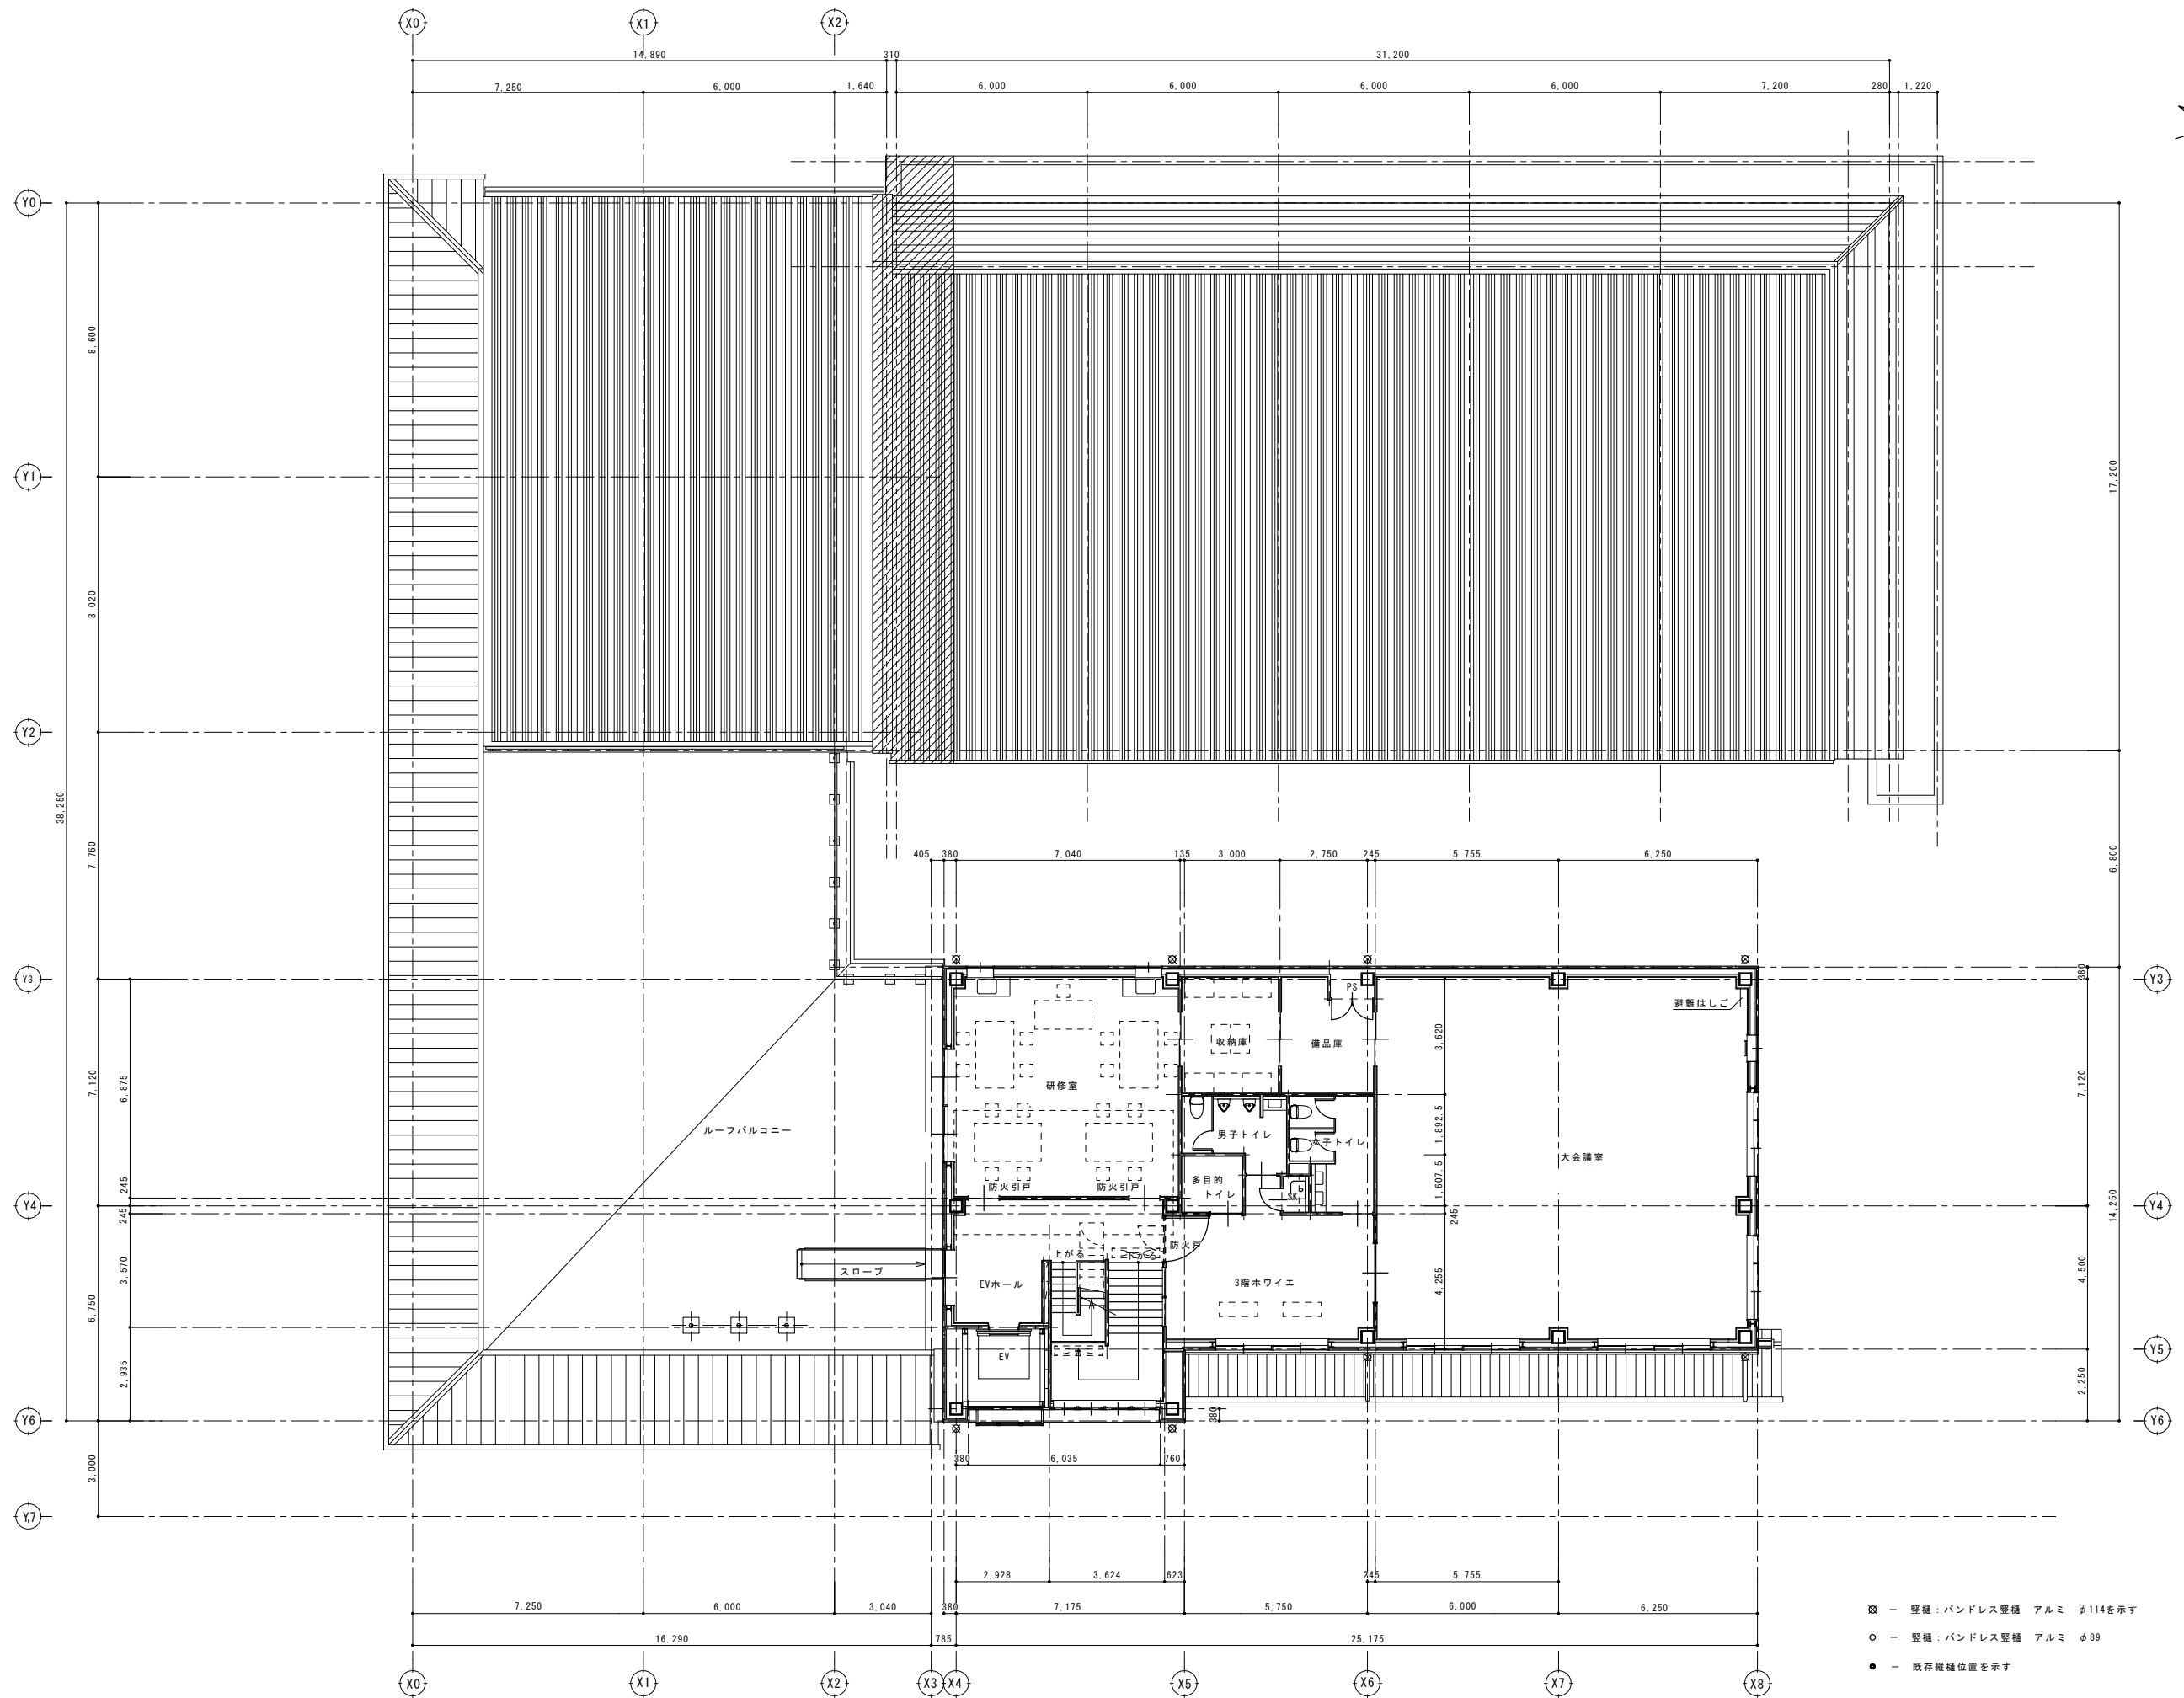 X0 X1 X2
14,890 310 31,200
7,250 6,000 1,640 6,000 6,000 6,000 6,000 7,200 280 1,220
Y0
8,600
Y1
17,200
8,020
Y2
38,250
7,760
6,800
405 380 7,040 135 3,000 2,750 245 5,755 6,250
Y3
380
Y3
PS
避難はしご
収納庫
備品庫
3,620
研修室
7,120
6,875
7,120
ルーフバルコニー
男子トイレ
女子トイレ
1,892.5
大会議室
多目的
トイレ
SK
1,607.5
防火引戸 防火引戸
245
14,250
Y4
245
245
Y4
防火戸
上がる
下がる
スロープ
EVホール
3階ホワイエ
3,570
4,255
4,500
6,750
EV
Y5
2,935
2,250
Y6
380
Y6
380 6,035 760
3,000
Y7
2,928 3,624 623 245 5,755
7,250 6,000 3,040 380 7,175 5,750 6,000 6,250
16,290 785 25,175
X0 X1 X2 X3 X4 X5 X6 X7 X8
― 竪樋：バンドレス竪樋 アルミ φ114を示す
― 竪樋：バンドレス竪樋 アルミ φ89
― 既存縦樋位置を示す